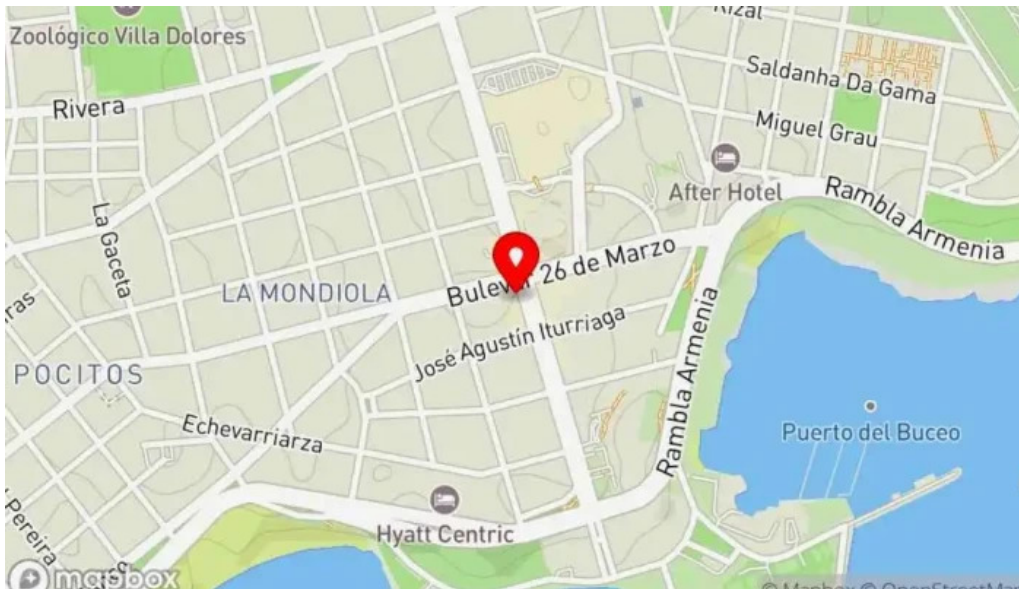 Rizal
Zoológico Villa Dolores
Saldanha Da Gama
Rivera
Miguel Grau
After Hotel
Rambla Armenia
La Gaceta
Bulevar 26 de Marzo
LA MONDIOLA
José Agustín Iturriaga
Rambla Armenia
POCITOS
Echevarriarza
Puerto del Buceo
Hyatt Centric
Pereira
mapbox
© Mapbox © OpenStreetMap